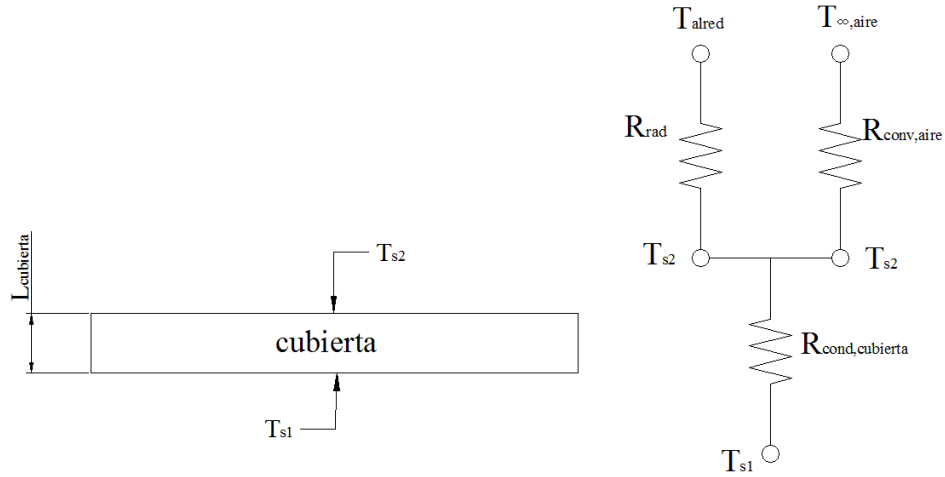 Lcubierta
Ts2
cubierta
Ts1
Talred
T∞,aire
Rrad
Rconv,aire
Ts2
Ts2
Rcond,cubierta
Ts1